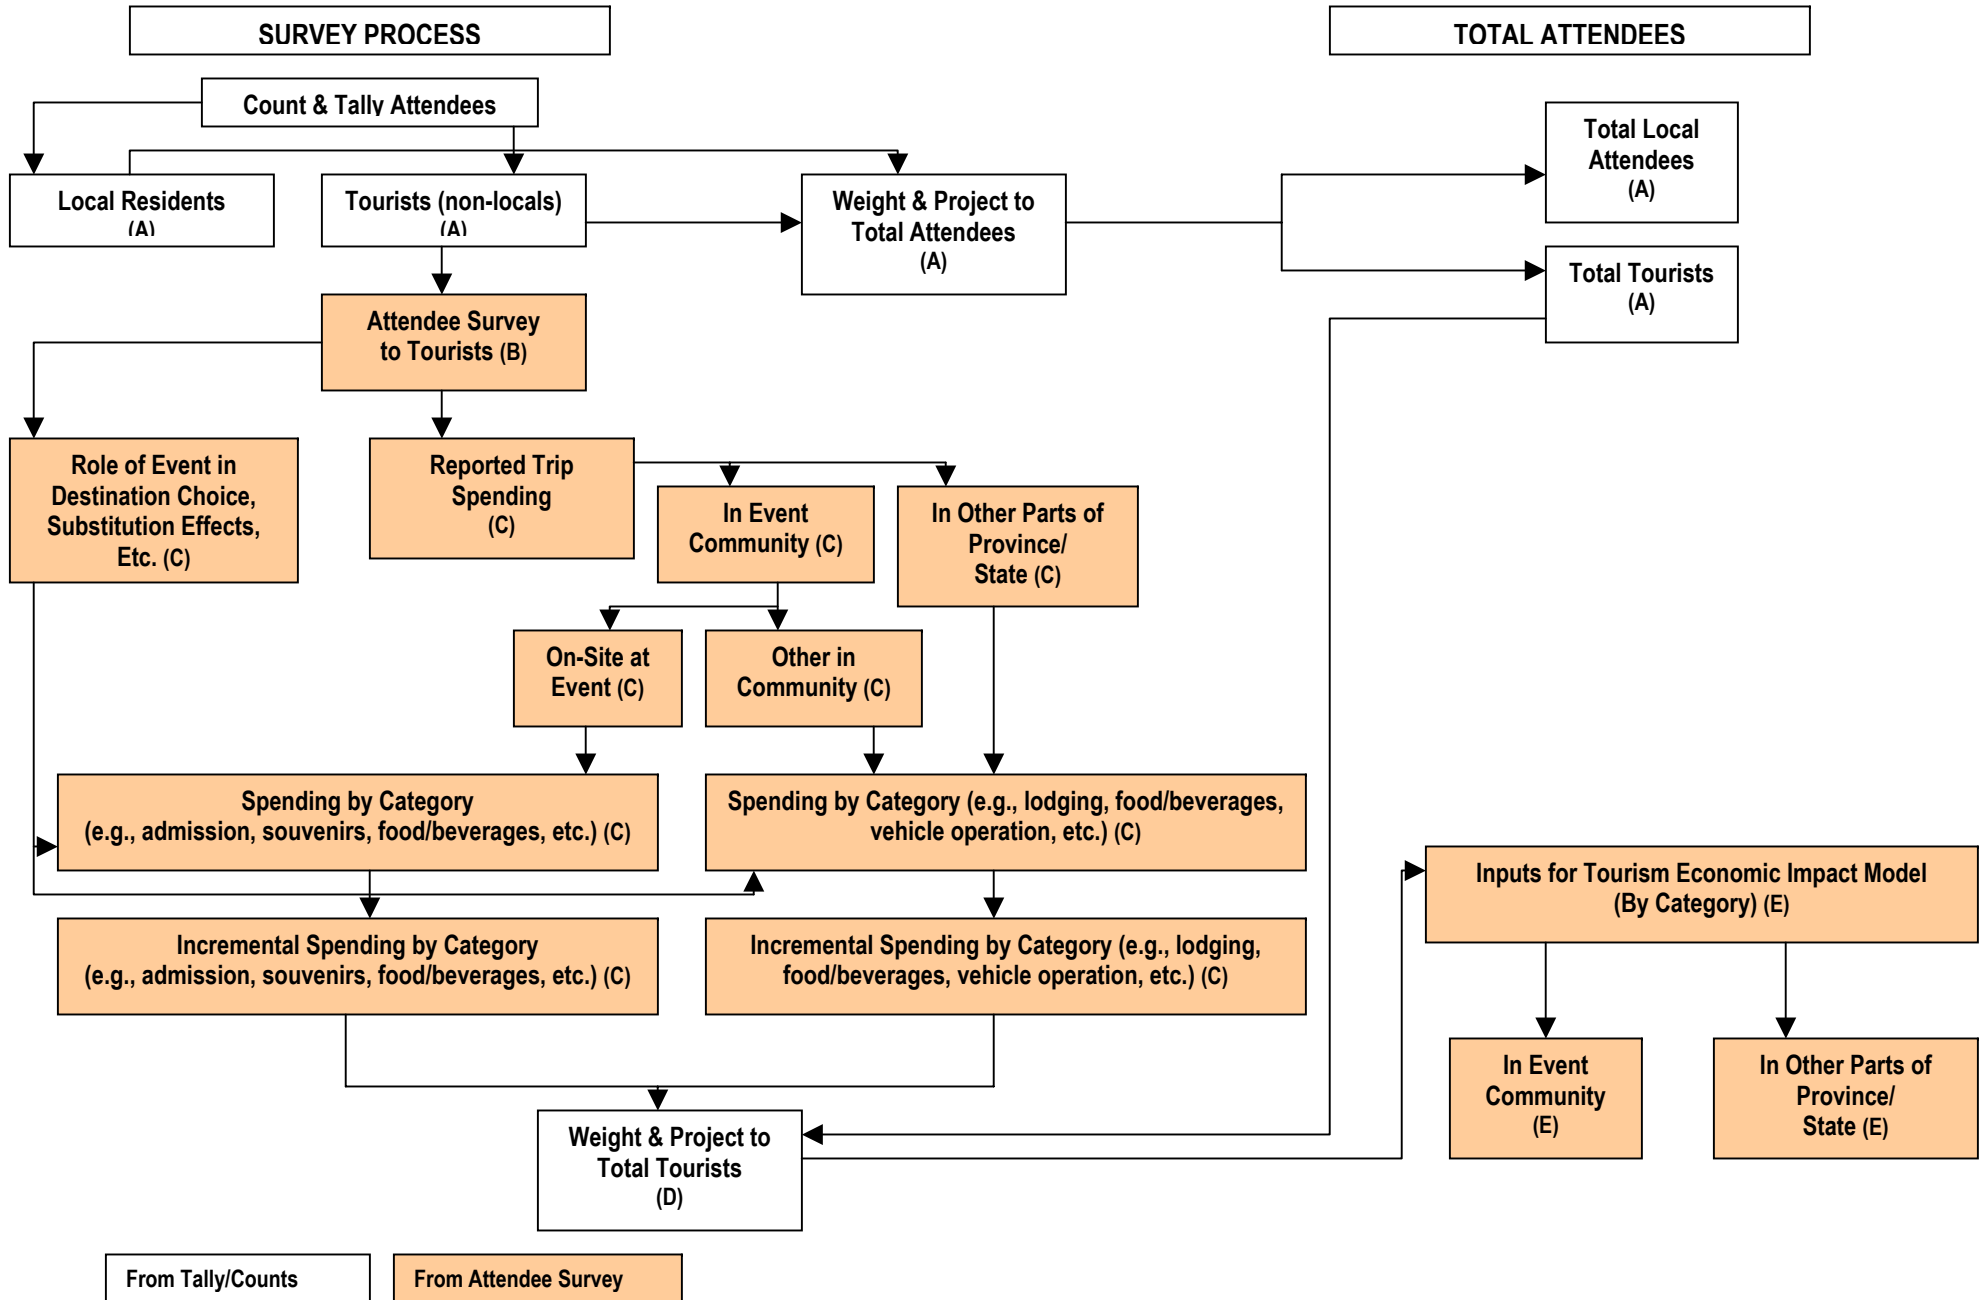 SURVEY PROCESS
TOTAL ATTENDEES
Count & Tally Attendees
Local Residents
(A)
Tourists (non-locals)
(A)
Weight & Project to
Total Attendees
(A)
Total Local
Attendees
(A)
Total Tourists
(A)
Attendee Survey
to Tourists (B)
Role of Event in
Destination Choice,
Substitution Effects,
Etc. (C)
Reported Trip
Spending
(C)
In Event
Community (C)
In Other Parts of
Province/
State (C)
On-Site at
Event (C)
Other in
Community (C)
Spending by Category
(e.g., admission, souvenirs, food/beverages, etc.) (C)
Spending by Category (e.g., lodging, food/beverages,
vehicle operation, etc.) (C)
Inputs for Tourism Economic Impact Model
(By Category) (E)
Incremental Spending by Category
(e.g., admission, souvenirs, food/beverages, etc.) (C)
Incremental Spending by Category (e.g., lodging,
food/beverages, vehicle operation, etc.) (C)
In Event
Community
(E)
In Other Parts of
Province/
State (E)
Weight & Project to
Total Tourists
(D)
From Tally/Counts
From Attendee Survey